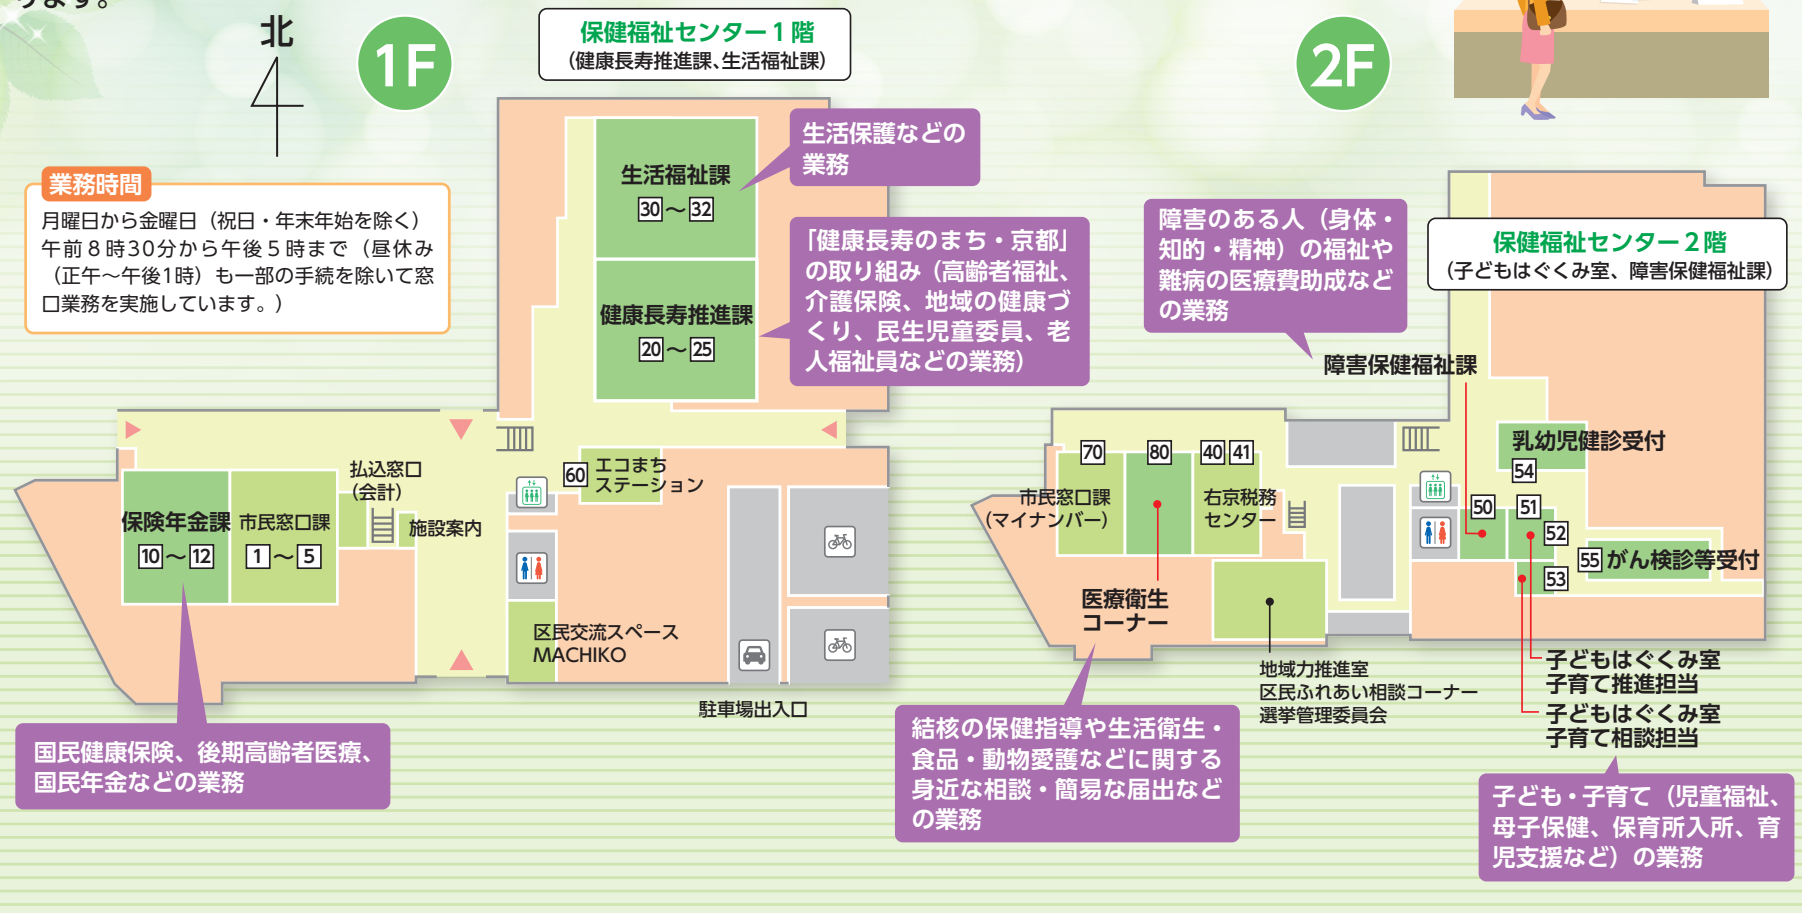 ります。
北
1F
保健福祉センター1階
（健康長寿推進課、生活福祉課）
業務時間
月曜日から金曜日（祝日・年末年始を除く）
午前８時30分から午後５時まで（昼休み
（正午～午後1時）も一部の手続を除いて窓
口業務を実施しています。）
生活福祉課
30～32
生活保護などの
業務
健康長寿推進課
20～25
「健康長寿のまち・京都」
の取り組み（高齢者福祉、
介護保険、地域の健康づ
くり、民生児童委員、老
人福祉員などの業務）
保険年金課
10～12
市民窓口課
1～5
払込窓口
（会計）
施設案内
60
エコまち
ステーション
区民交流スペース
MACHIKO
駐車場出入口
国民健康保険、後期高齢者医療、
国民年金などの業務
2F
保健福祉センター2階
（子どもはぐくみ室、障害保健福祉課）
障害のある人（身体・
知的・精神）の福祉や
難病の医療費助成など
の業務
障害保健福祉課
乳幼児健診受付
54
70
80
40 41
市民窓口課
（マイナンバー）
右京税務
センター
50
51
52
53
55 がん検診等受付
医療衛生
コーナー
地域力推進室
区民ふれあい相談コーナー
選挙管理委員会
子どもはぐくみ室
子育て推進担当
子どもはぐくみ室
子育て相談担当
結核の保健指導や生活衛生・
食品・動物愛護などに関する
身近な相談・簡易な届出など
の業務
子ども・子育て（児童福祉、
母子保健、保育所入所、育
児支援など）の業務